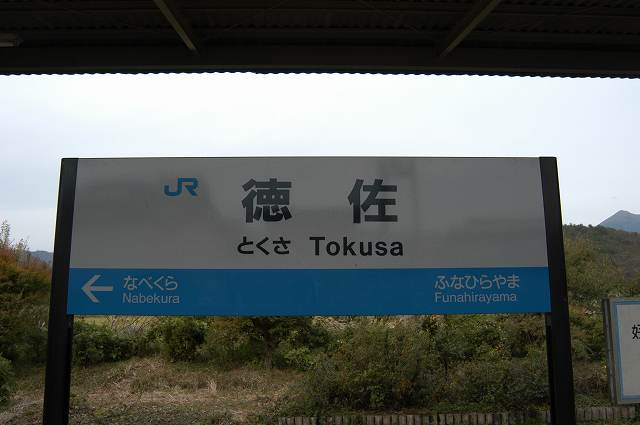 JR
徳佐
とくさ Tokusa
← なべくら ふなひらやま
Nabekura Funahirayama